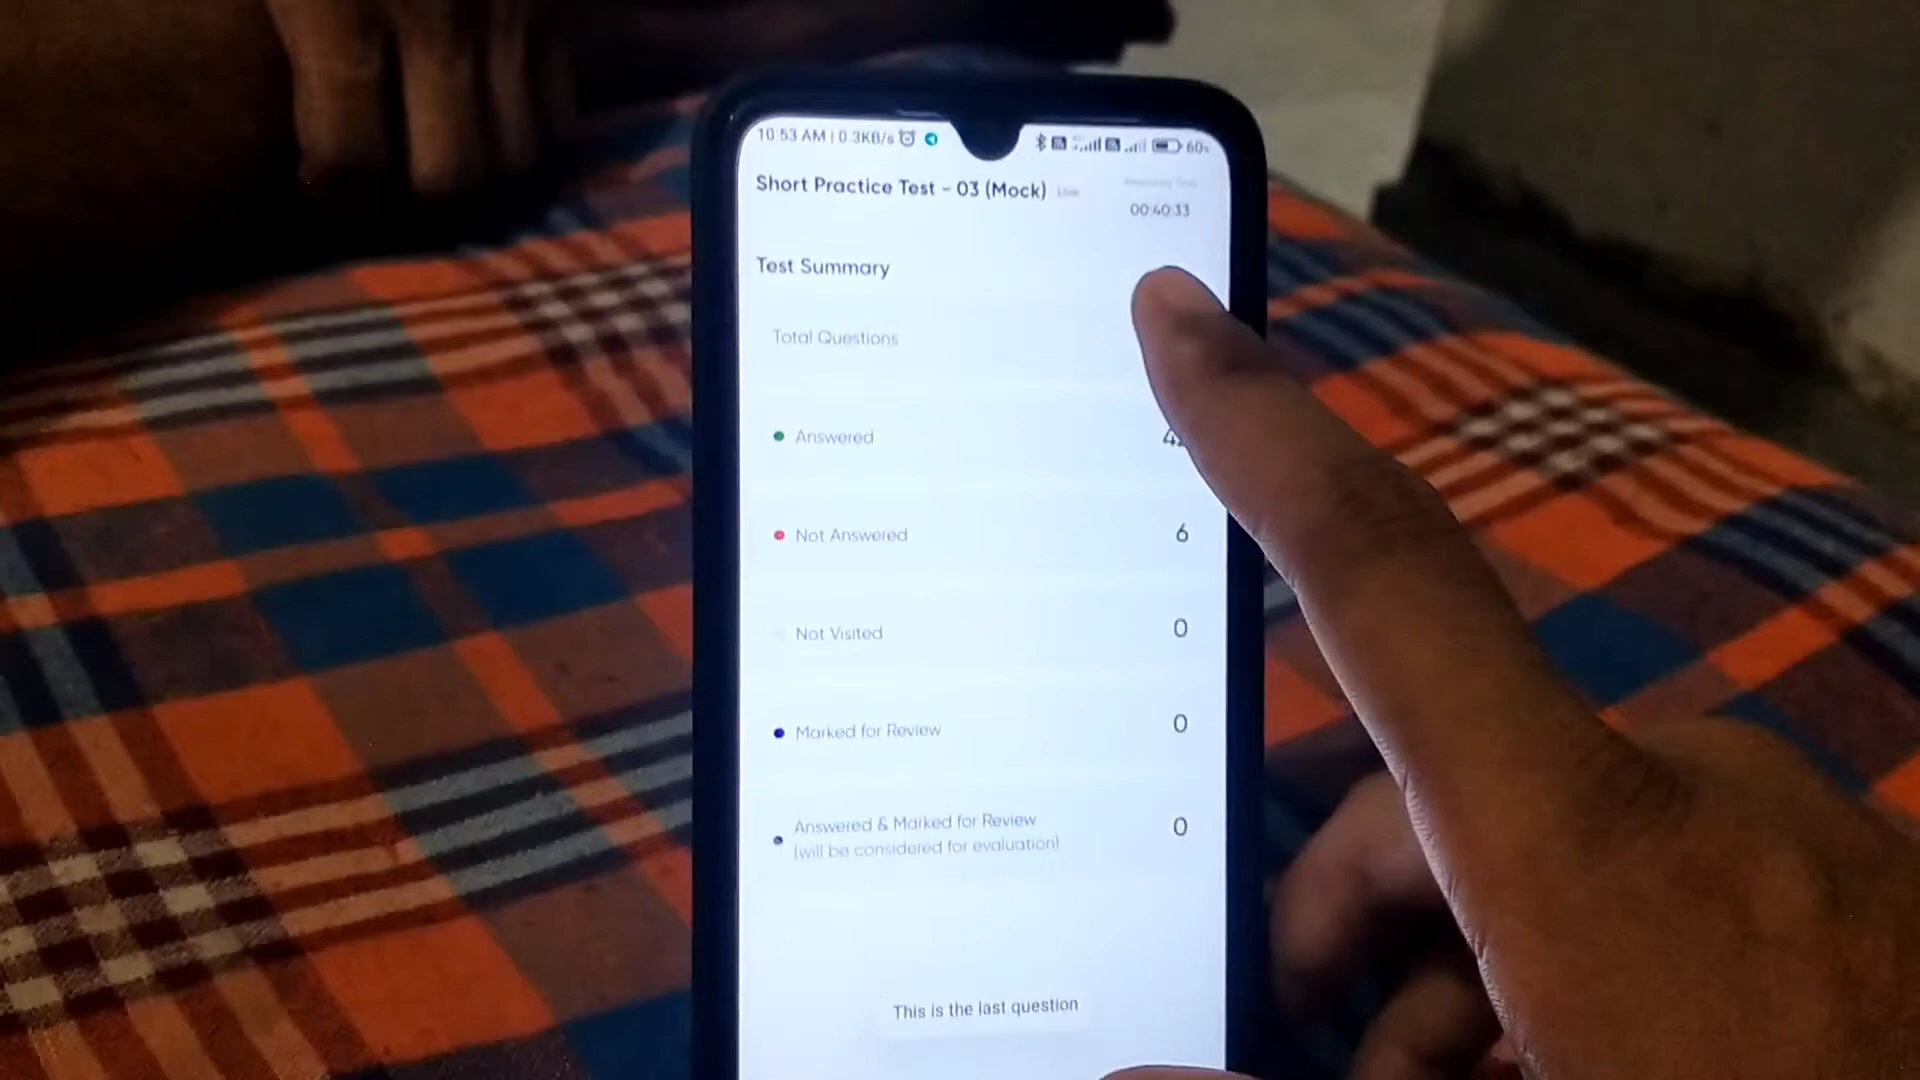 10:53 AM | 0.3KB/s
60%
Short Practice Test - 03 (Mock) Live
00:40:33
Test Summary
Total Questions
Answered
Not Answered 6
Not Visited 0
Marked for Review 0
Answered & Marked for Review 0
(will be considered for evaluation)
This is the last question